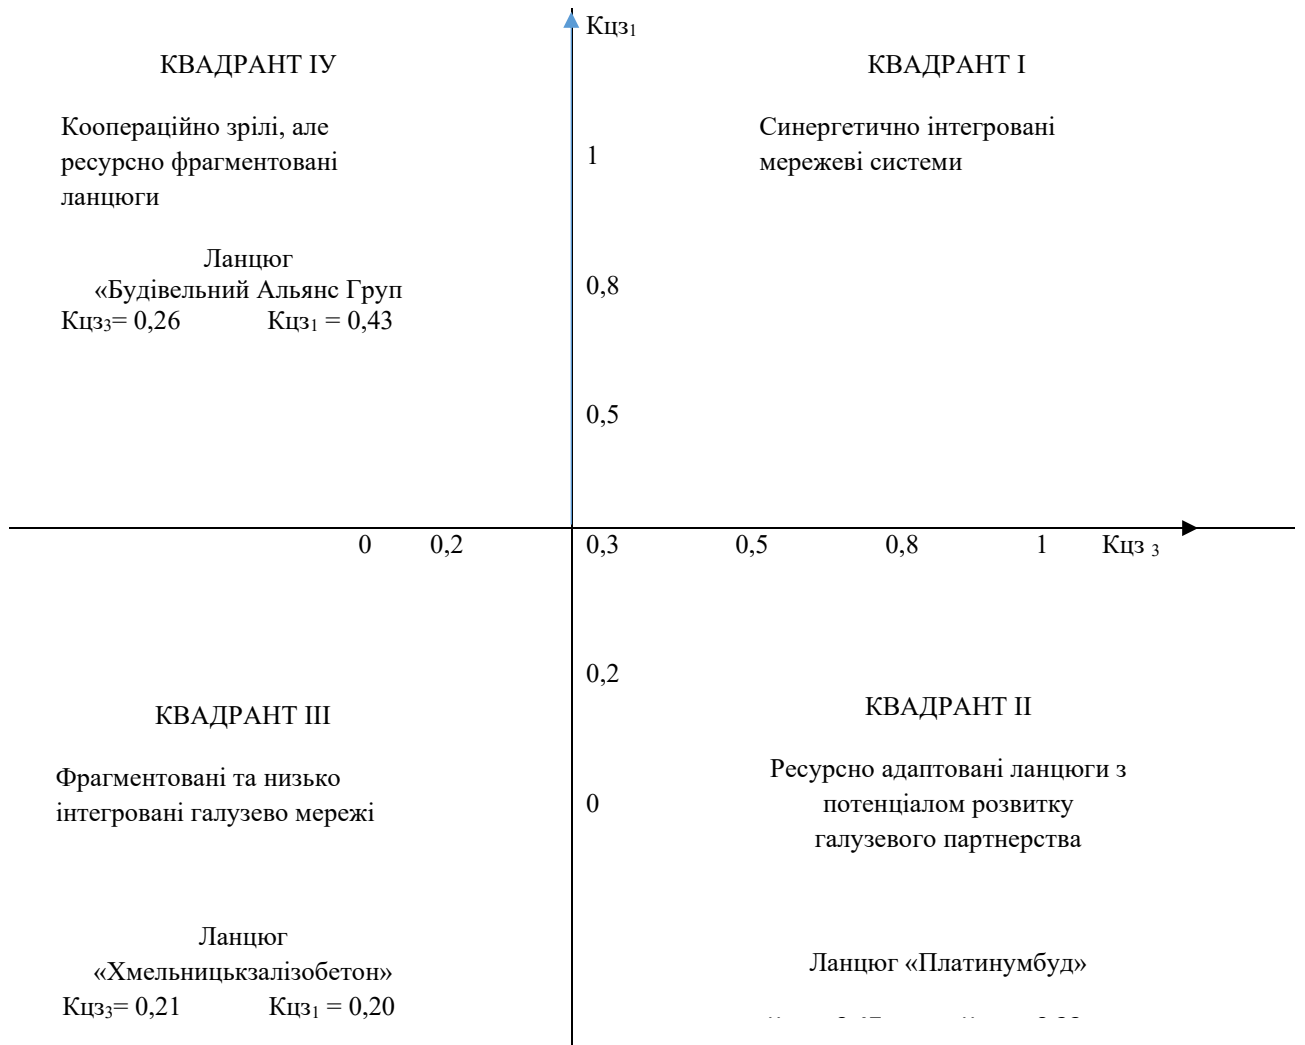 Кцз₁
КВАДРАНТ ІУ
Коопераційно зрілі, але
ресурсно фрагментовані
ланцюги
Ланцюг
«Будівельний Альянс Груп
Кцз₃= 0,26 Кцз₁ = 0,43
КВАДРАНТ І
Синергетично інтегровані
мережеві системи
1
0,8
0,5
0 0,2 0,3 0,5 0,8 1 Кцз ₃
0,2
0
КВАДРАНТ ІІІ
Фрагментовані та низько
інтегровані галузево мережі
Ланцюг
«Хмельницькзалізобетон»
Кцз₃= 0,21 Кцз₁ = 0,20
КВАДРАНТ ІІ
Ресурсно адаптовані ланцюги з
потенціалом розвитку
галузевого партнерства
Ланцюг «Платинумбуд»